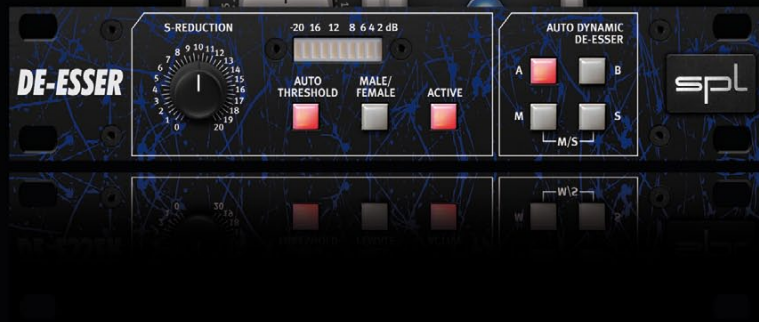 S-REDUCTION
-20 16 12 8 6 4 2 dB
AUTO DYNAMIC
DE-ESSER
DE-ESSER
0 1 2 3 4 5 6 7 8 9 10 11 12 13 14 15 16 17 18 19 20
AUTO
THRESHOLD
MALE/
FEMALE
ACTIVE
A
B
M
S
M/S
spl